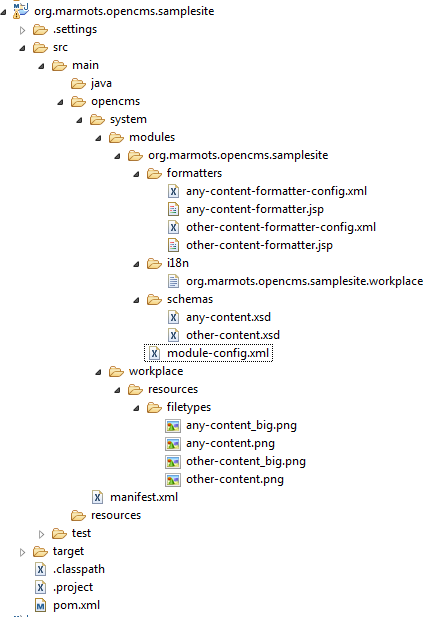 org.marmots.opencms.samplesite
.settings
src
main
java
opencms
system
modules
org.marmots.opencms.samplesite
formatters
any-content-formatter-config.xml
any-content-formatter.jsp
other-content-formatter-config.xml
other-content-formatter.jsp
i18n
org.marmots.opencms.samplesite.workplace
schemas
any-content.xsd
other-content.xsd
module-config.xml
workplace
resources
filetypes
any-content_big.png
any-content.png
other-content_big.png
other-content.png
manifest.xml
resources
test
target
.classpath
.project
pom.xml